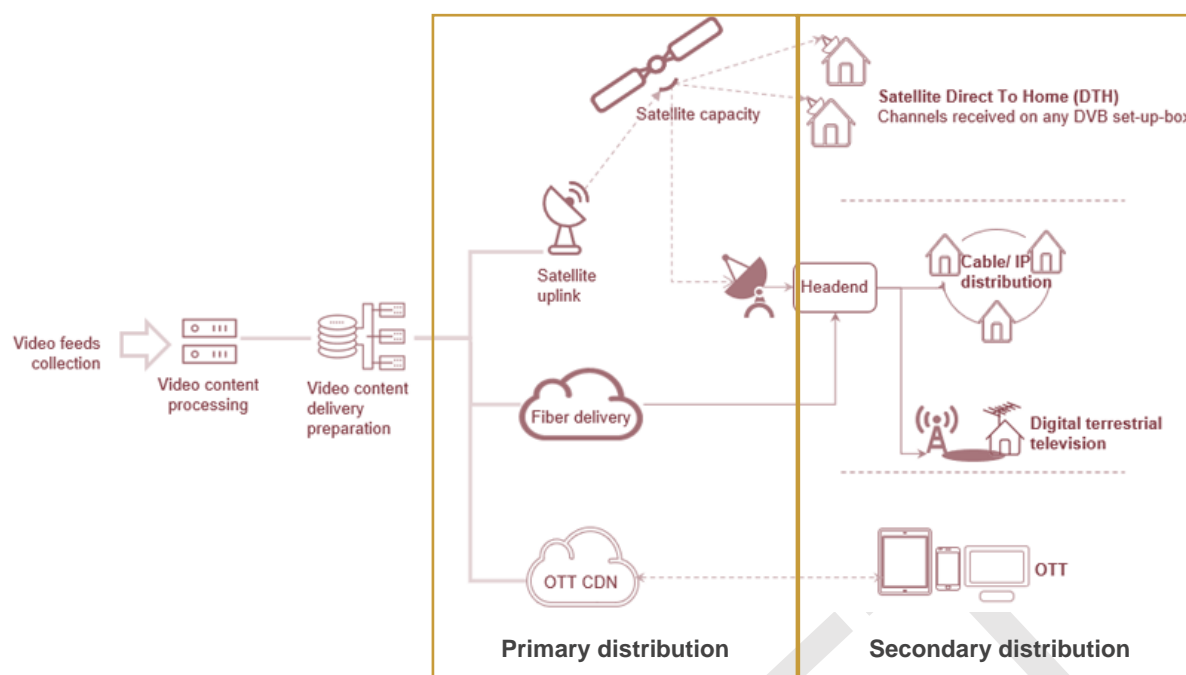 Satellite capacity
Satellite Direct To Home (DTH)
Channels received on any DVB set-up-box
Satellite
uplink
Headend
Cable/ IP
distribution
Video feeds
collection
Video content
processing
Video content
delivery
preparation
Fiber delivery
Digital terrestrial
television
OTT CDN
OTT
Primary distribution
Secondary distribution